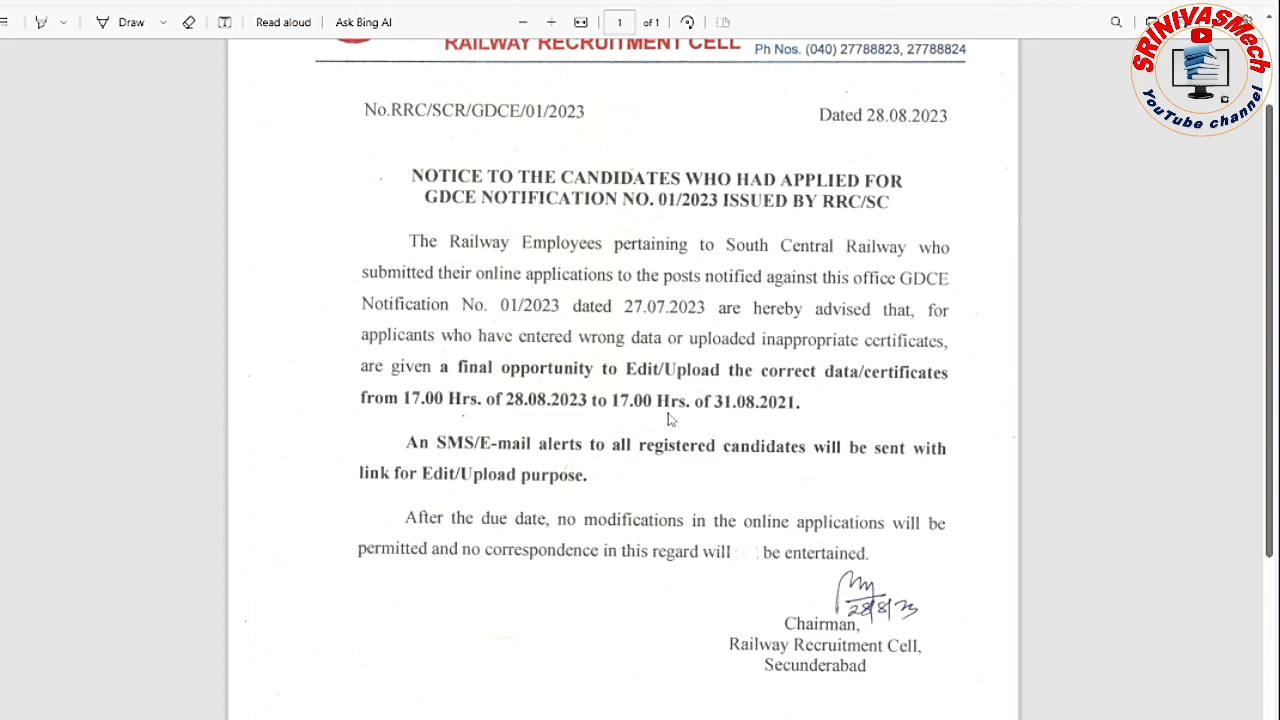 Draw
Read aloud
Ask Bing AI
1
of 1
RAILWAY RECRUITMENT CELL
Ph Nos. (040) 27788823, 27788824
SRINIVASMech
YouTube channel
No.RRC/SCR/GDCE/01/2023
Dated 28.08.2023
NOTICE TO THE CANDIDATES WHO HAD APPLIED FOR
GDCE NOTIFICATION NO. 01/2023 ISSUED BY RRC/SC
The Railway Employees pertaining to South Central Railway who
submitted their online applications to the posts notified against this office GDCE
Notification No. 01/2023 dated 27.07.2023 are hereby advised that, for
applicants who have entered wrong data or uploaded inappropriate certificates,
are given a final opportunity to Edit/Upload the correct data/certificates
from 17.00 Hrs. of 28.08.2023 to 17.00 Hrs. of 31.08.2021.
An SMS/E-mail alerts to all registered candidates will be sent with
link for Edit/Upload purpose.
After the due date, no modifications in the online applications will be
permitted and no correspondence in this regard will be entertained.
28/8/23
Chairman,
Railway Recruitment Cell,
Secunderabad